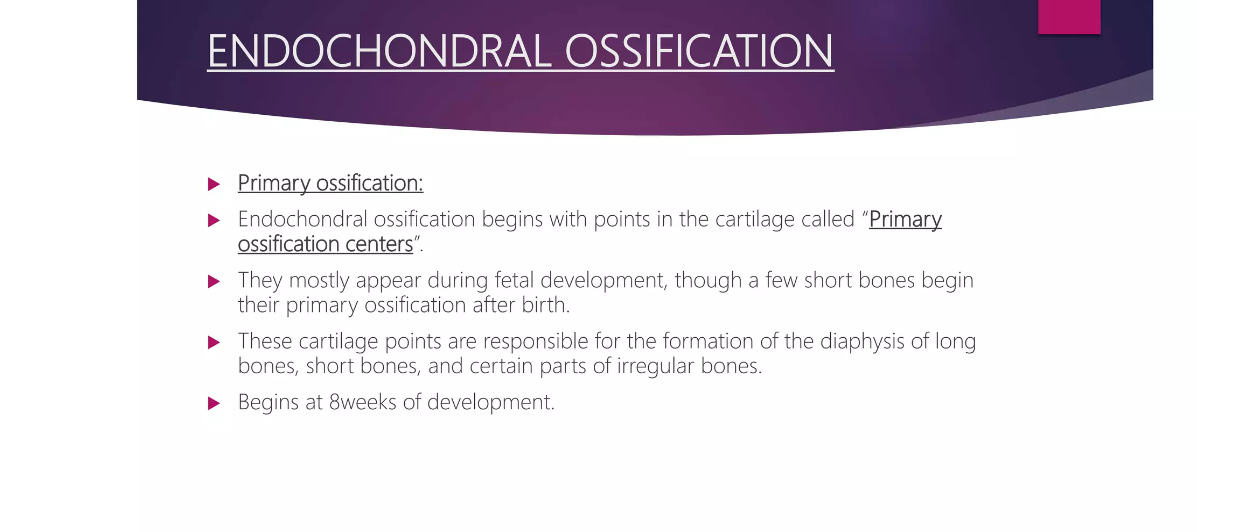 ENDOCHONDRAL OSSIFICATION
Primary ossification:
Endochondral ossification begins with points in the cartilage called “Primary
ossification centers”.
They mostly appear during fetal development, though a few short bones begin
their primary ossification after birth.
These cartilage points are responsible for the formation of the diaphysis of long
bones, short bones, and certain parts of irregular bones.
Begins at 8weeks of development.